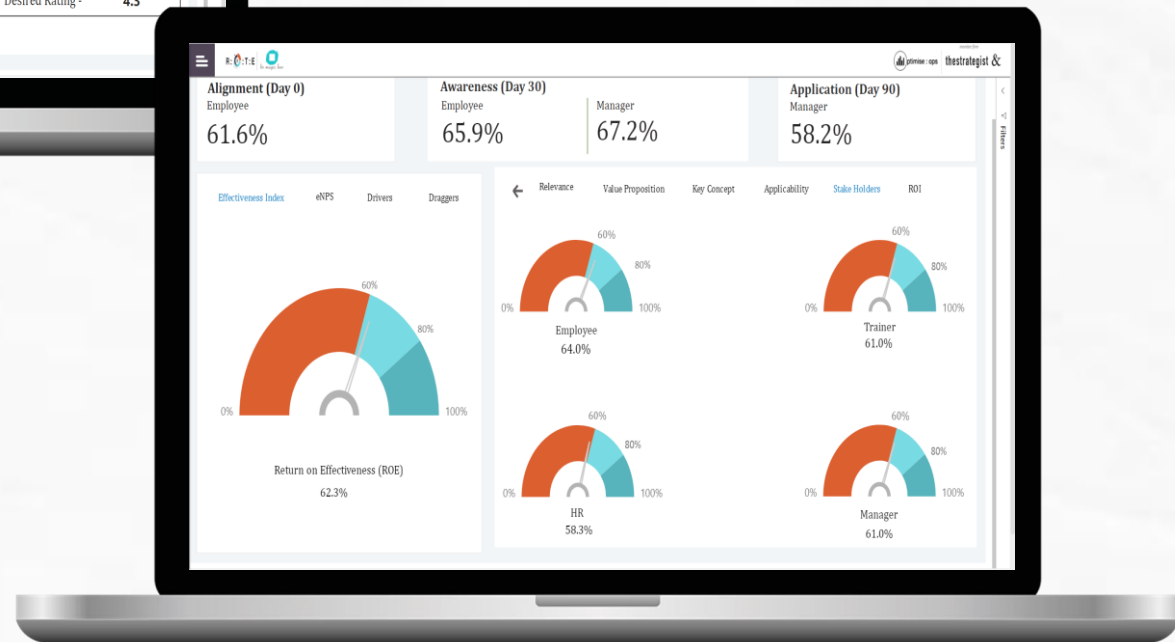 Desired Rating - 4.3
R:O:T:E
ptimise : ops thestrategist &
Alignment (Day 0)
Employee
61.6%
Awareness (Day 30)
Employee
65.9%
Manager
67.2%
Application (Day 90)
Manager
58.2%
Filters
Effectiveness Index eNPS Drivers Draggers
0%
60%
80%
100%
Return on Effectiveness (ROE)
62.3%
Relevance Value Proposition Key Concept Applicability Stake Holders ROI
0%
60%
80%
100%
Employee
64.0%
0%
60%
80%
100%
Trainer
61.0%
0%
60%
80%
100%
HR
58.3%
0%
60%
80%
100%
Manager
61.0%